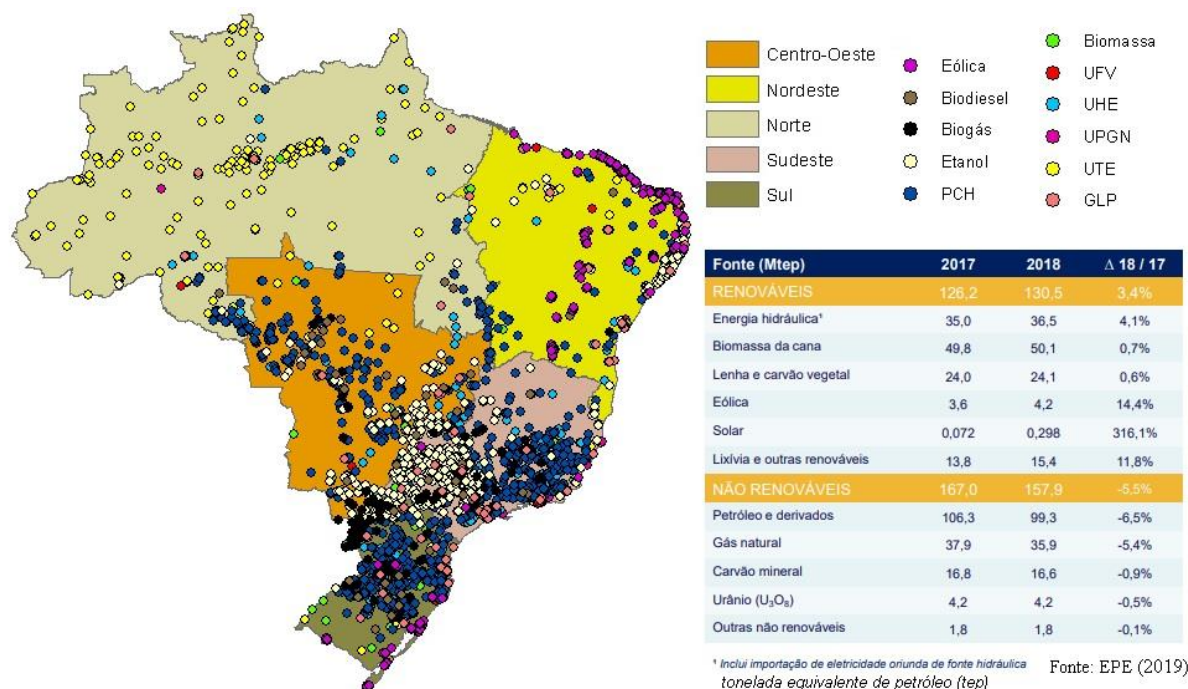 Centro-Oeste
Nordeste
Norte
Sudeste
Sul
Eólica
Biodiesel
Biogás
Etanol
PCH
Biomassa
UFV
UHE
UPGN
UTE
GLP
Fonte (Mtep) 2017 2018 Δ 18 / 17
RENOVÁVEIS 126,2 130,5 3,4%
Energia hidráulica¹ 35,0 36,5 4,1%
Biomassa da cana 49,8 50,1 0,7%
Lenha e carvão vegetal 24,0 24,1 0,6%
Eólica 3,6 4,2 14,4%
Solar 0,072 0,298 316,1%
Lixívia e outras renováveis 13,8 15,4 11,8%
NÃO RENOVÁVEIS 167,0 157,9 -5,5%
Petróleo e derivados 106,3 99,3 -6,5%
Gás natural 37,9 35,9 -5,4%
Carvão mineral 16,8 16,6 -0,9%
Urânio (U₃O₈) 4,2 4,2 -0,5%
Outras não renováveis 1,8 1,8 -0,1%
¹ Inclui importação de eletricidade oriunda de fonte hidráulica Fonte: EPE (2019)
tonelada equivalente de petróleo (tep)